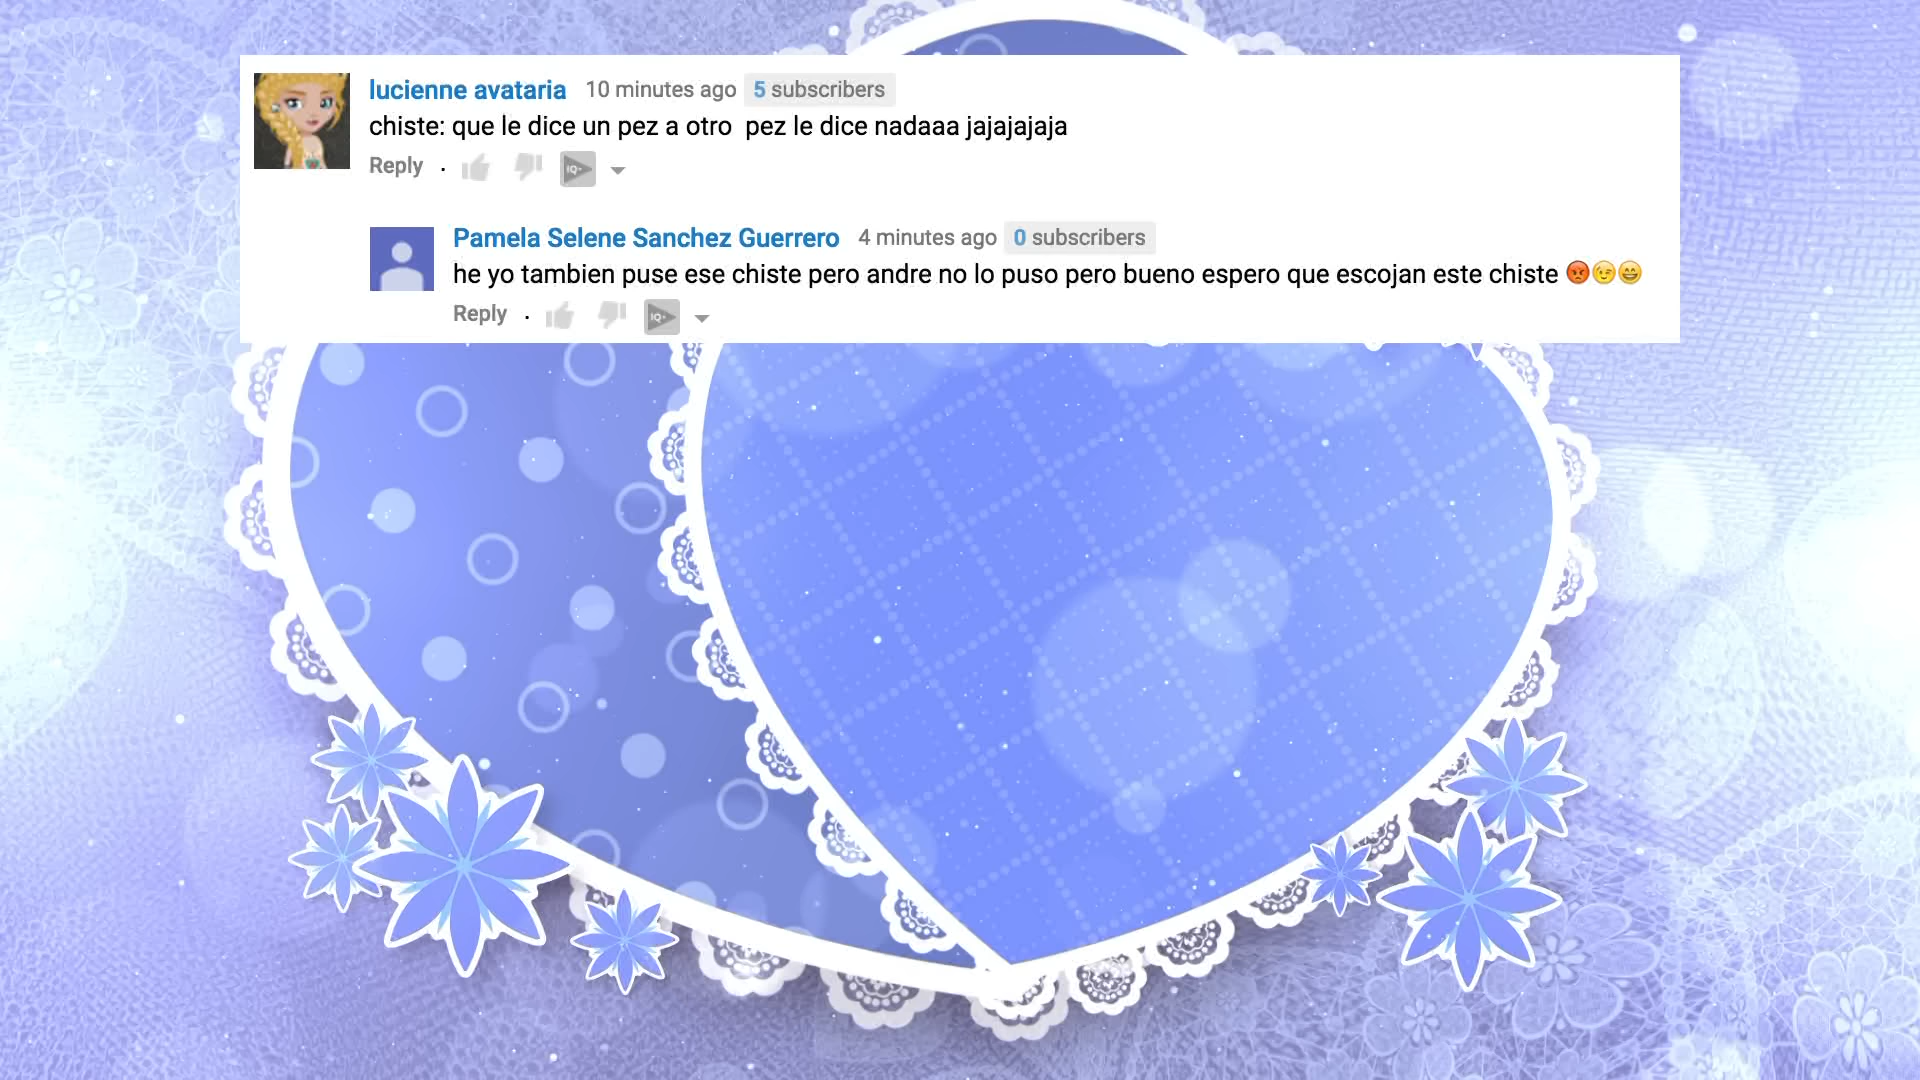 lucienne avataria 10 minutes ago 5 subscribers
chiste: que le dice un pez a otro  pez le dice nadaaa jajajajaja
Reply ·
IQ+
Pamela Selene Sanchez Guerrero 4 minutes ago 0 subscribers
he yo tambien puse ese chiste pero andre no lo puso pero bueno espero que escojan este chiste 😡😉😄
Reply ·
IQ+